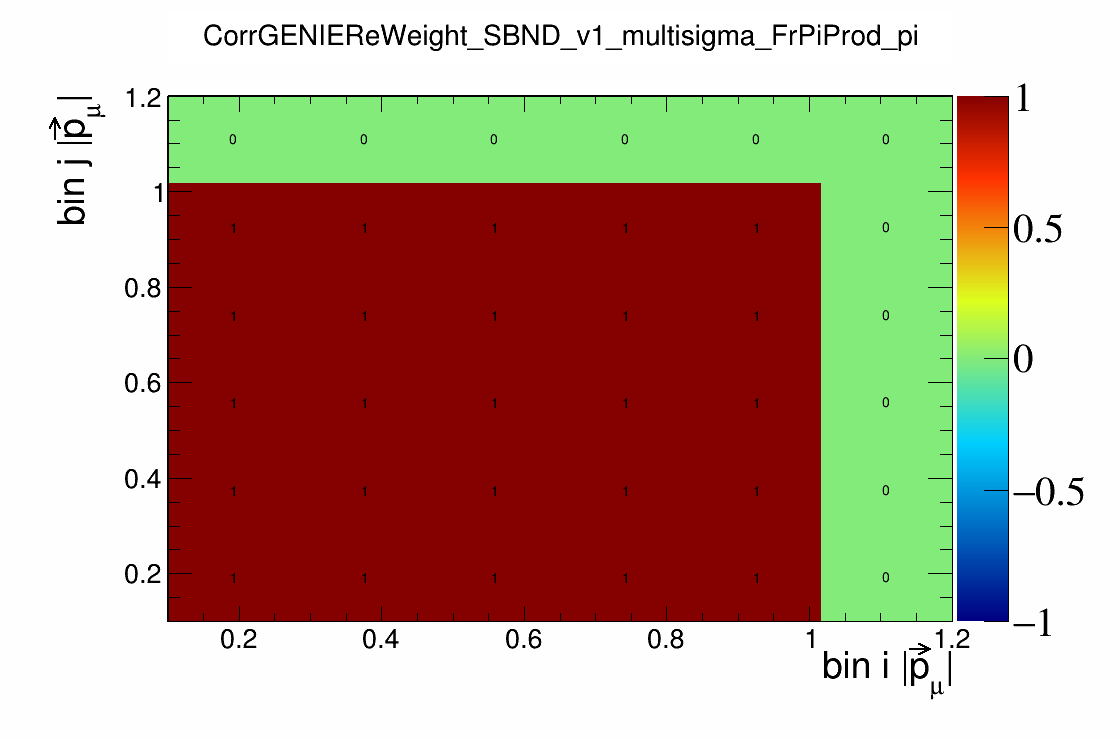 CorrGENIEReWeight_SBND_v1_multisigma_FrPiProd_pi
bin j |p⃗_μ|
1.2
1
0.8
0.6
0.4
0.2
0 0 0 0 0 0
1 1 1 1 1 0
1 1 1 1 1 0
1 1 1 1 1 0
1 1 1 1 1 0
1 1 1 1 1 0
0.2 0.4 0.6 0.8 1 1.2
bin i |p⃗_μ|
1
0.5
0
−0.5
−1